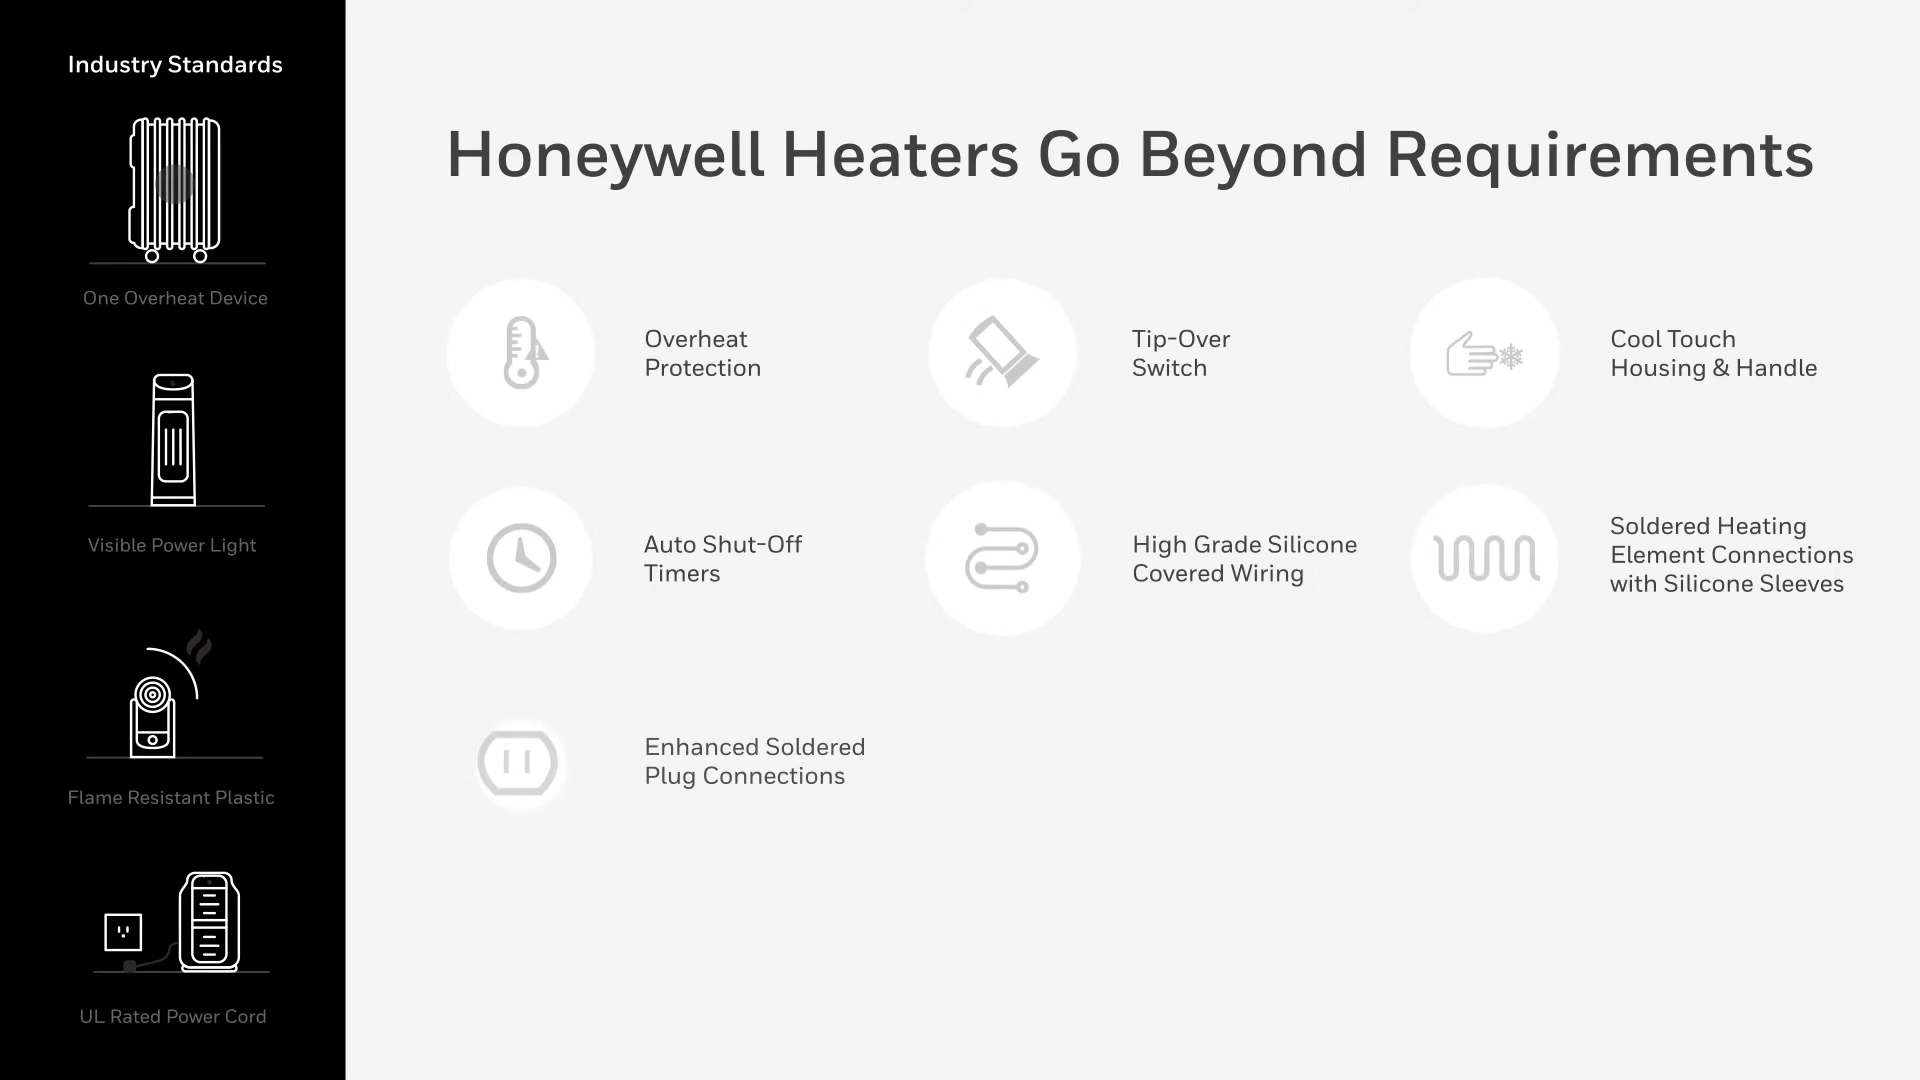 Industry Standards
One Overheat Device
Visible Power Light
Flame Resistant Plastic
UL Rated Power Cord
Honeywell Heaters Go Beyond Requirements
Overheat
Protection
Tip-Over
Switch
Cool Touch
Housing & Handle
Auto Shut-Off
Timers
High Grade Silicone
Covered Wiring
Soldered Heating
Element Connections
with Silicone Sleeves
Enhanced Soldered
Plug Connections